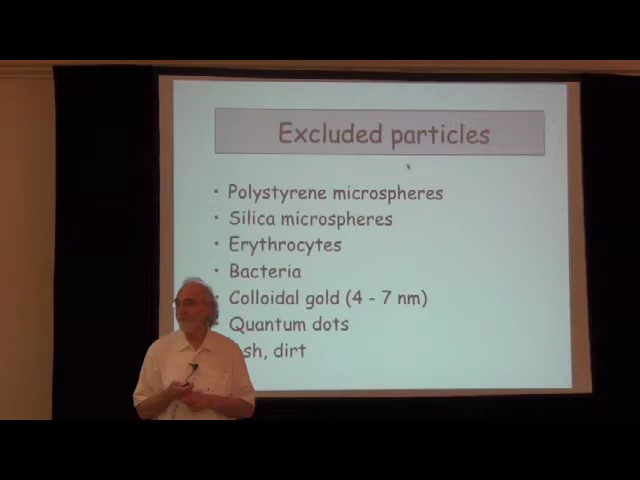 Excluded particles
• Polystyrene microspheres
• Silica microspheres
• Erythrocytes
• Bacteria
• Colloidal gold (4 - 7 nm)
• Quantum dots
dirt